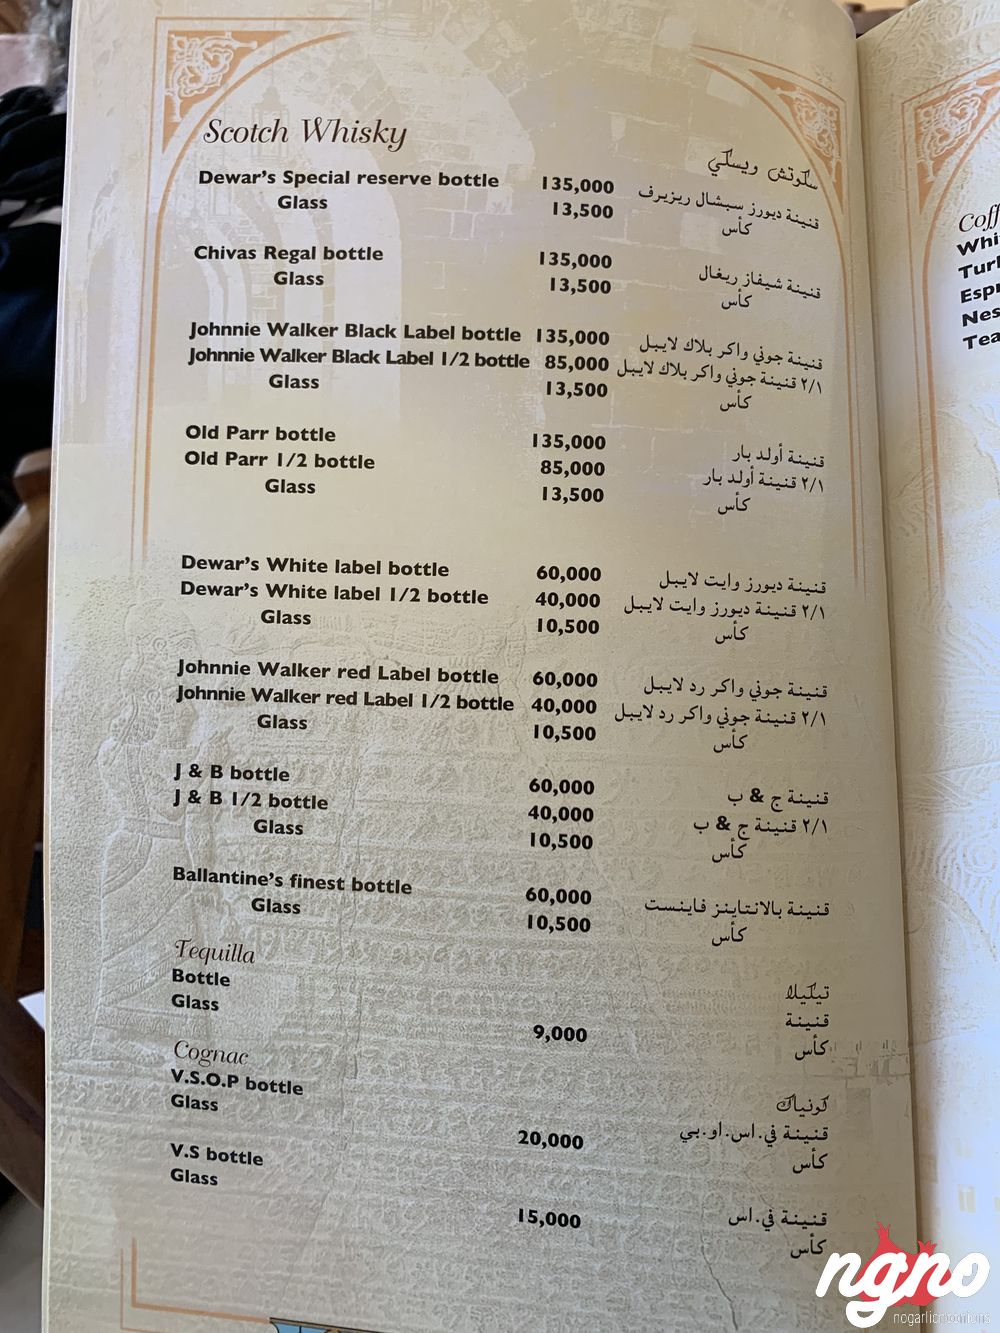 Scotch Whisky
سكوتش ويسكي
Dewar's Special reserve bottle 135,000 قنينة ديورز سبشال ريزيرف
Glass 13,500 كأس
Chivas Regal bottle 135,000 قنينة شيفاز ريغال
Glass 13,500 كأس
Johnnie Walker Black Label bottle 135,000 قنينة جوني واكر بلاك لايبل
Johnnie Walker Black Label 1/2 bottle 85,000 ٢/١ قنينة جوني واكر بلاك لايبل
Glass 13,500 كأس
Old Parr bottle 135,000 قنينة أولد بار
Old Parr 1/2 bottle 85,000 ٢/١ قنينة أولد بار
Glass 13,500 كأس
Dewar's White label bottle 60,000 قنينة ديورز وايت لايبل
Dewar's White label 1/2 bottle 40,000 ٢/١ قنينة ديورز وايت لايبل
Glass 10,500 كأس
Johnnie Walker red Label bottle 60,000 قنينة جوني واكر رد لايبل
Johnnie Walker red Label 1/2 bottle 40,000 ٢/١ قنينة جوني واكر رد لايبل
Glass 10,500 كأس
J & B bottle 60,000 قنينة ج & ب
J & B 1/2 bottle 40,000 ٢/١ قنينة ج & ب
Glass 10,500 كأس
Ballantine's finest bottle 60,000 قنينة بالانتاينز فاينست
Glass 10,500 كأس
Tequilla تيكيلا
Bottle قنينة
Glass 9,000 كأس
Cognac كونياك
V.S.O.P bottle قنينة في.اس.او.بي
Glass 20,000 كأس
V.S bottle قنينة في.اس
Glass 15,000 كأس
Coff
Whi
Turl
Espr
Nes
Tea
ngno